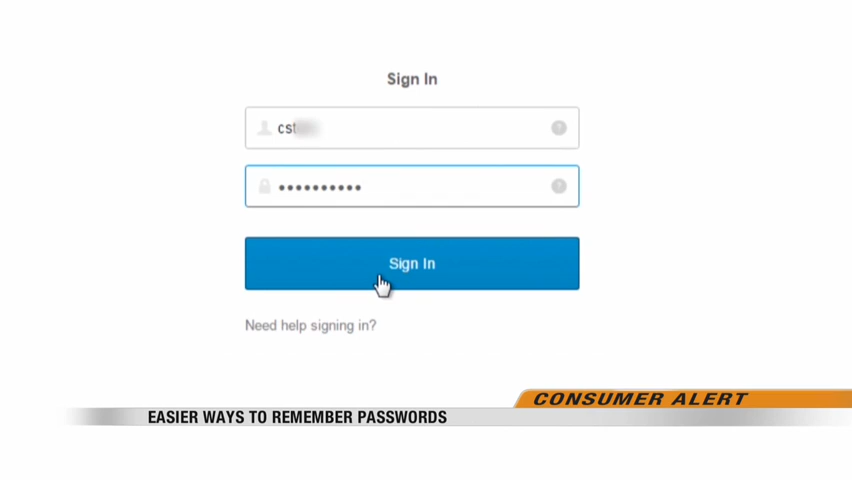 Sign In
cst
••••••••••
Sign In
Need help signing in?
CONSUMER ALERT
EASIER WAYS TO REMEMBER PASSWORDS